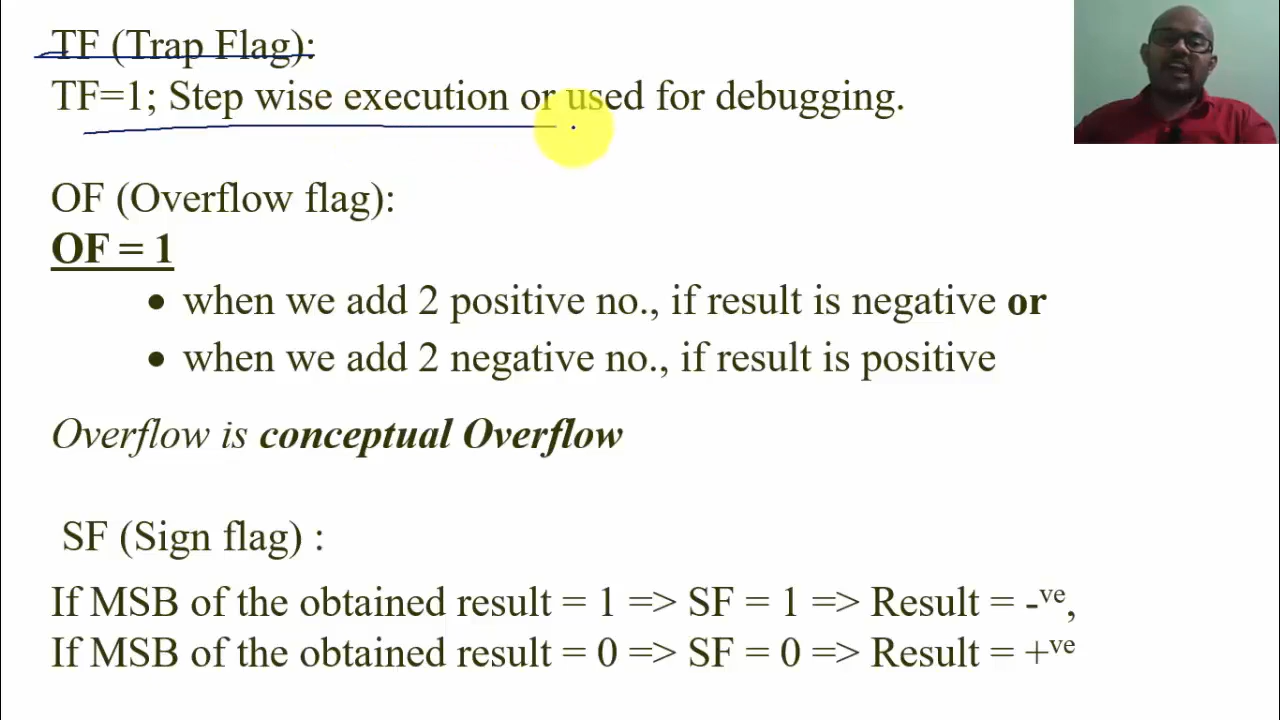 TF (Trap Flag):
TF=1; Step wise execution or used for debugging.
OF (Overflow flag):
OF = 1
• when we add 2 positive no., if result is negative or
• when we add 2 negative no., if result is positive
Overflow is conceptual Overflow
SF (Sign flag) :
If MSB of the obtained result = 1 => SF = 1 => Result = -ve,
If MSB of the obtained result = 0 => SF = 0 => Result = +ve